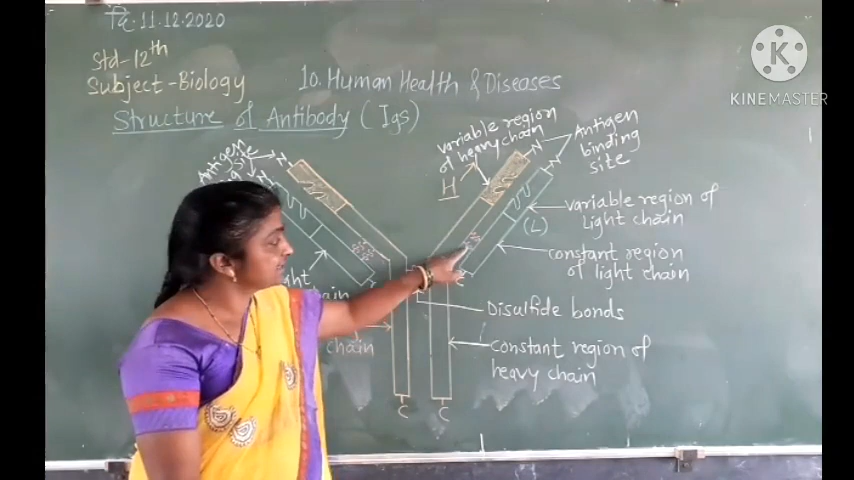 दि. 11.12.2020
Std-12th
Subject-Biology
10. Human Health & Diseases
Structure of Antibody (Igs)
Antigen
site
N
N
variable region
of heavy chain
H
N
N
Antigen
binding
site
variable region of
Light chain
(L)
constant region
of light chain
C
Disulfide bonds
constant region of
heavy chain
chain
C
C
K
KINEMASTER